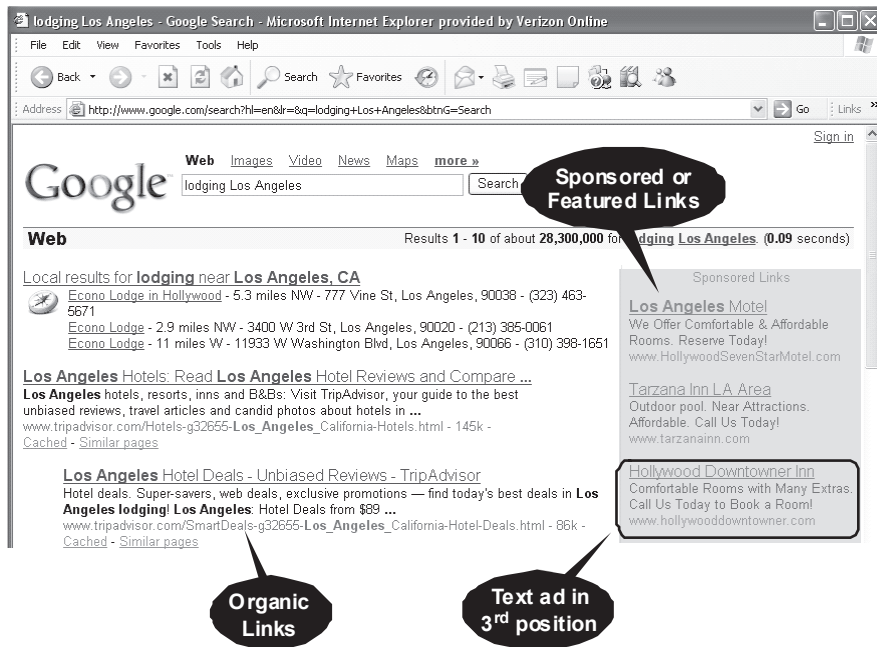 lodging Los Angeles - Google Search - Microsoft Internet Explorer provided by Verizon Online
File Edit View Favorites Tools Help
Back Search Favorites
Address http://www.google.com/search?hl=en&lr=&q=lodging+Los+Angeles&btnG=Search Go Links »
Sign in
Google
Web Images Video News Maps more »
lodging Los Angeles Search
Sponsored or
Featured Links
Web Results 1 - 10 of about 28,300,000 for lodging Los Angeles. (0.09 seconds)
Local results for lodging near Los Angeles, CA
Econo Lodge in Hollywood - 5.3 miles NW - 777 Vine St, Los Angeles, 90038 - (323) 463-
5671
Econo Lodge - 2.9 miles NW - 3400 W 3rd St, Los Angeles, 90020 - (213) 385-0061
Econo Lodge - 11 miles W - 11933 W Washington Blvd, Los Angeles, 90066 - (310) 398-1651
Los Angeles Hotels: Read Los Angeles Hotel Reviews and Compare ...
Los Angeles hotels, resorts, inns and B&Bs: Visit TripAdvisor, your guide to the best
unbiased reviews, travel articles and candid photos about hotels in ...
www.tripadvisor.com/Hotels-g32655-Los_Angeles_California-Hotels.html - 145k -
Cached - Similar pages
Los Angeles Hotel Deals - Unbiased Reviews - TripAdvisor
Hotel deals. Super-savers, web deals, exclusive promotions — find today's best deals in Los
Angeles lodging! Los Angeles: Hotel Deals from $89 ...
www.tripadvisor.com/SmartDeals-g32655-Los_Angeles_California-Hotel-Deals.html - 86k -
Cached - Similar pages
Sponsored Links
Los Angeles Motel
We Offer Comfortable & Affordable
Rooms. Reserve Today!
www.HollywoodSevenStarMotel.com
Tarzana Inn LA Area
Outdoor pool. Near Attractions.
Affordable. Call Us Today!
www.tarzanainn.com
Hollywood Downtowner Inn
Comfortable Rooms with Many Extras.
Call Us Today to Book a Room!
www.hollywooddowntowner.com
Organic
Links
Text ad in
3rd position